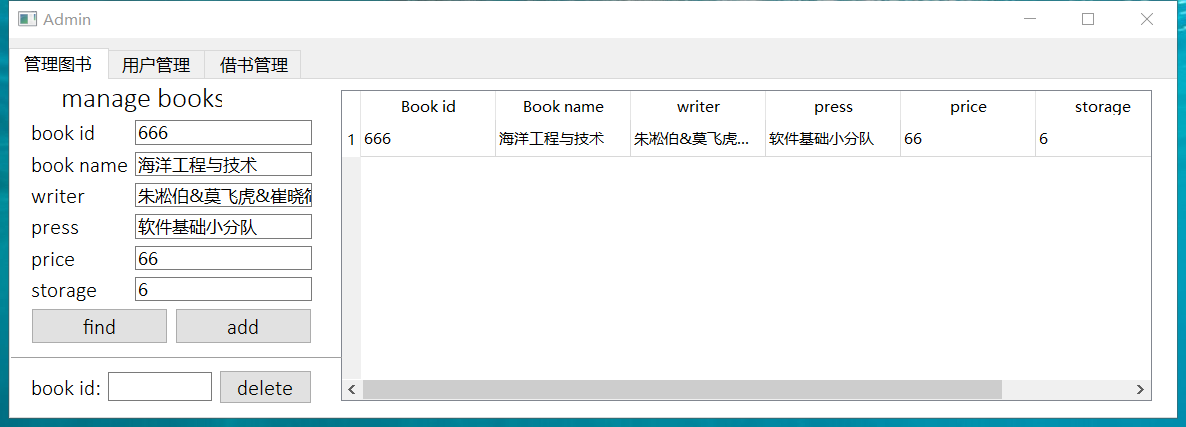 Admin
管理图书 用户管理 借书管理
manage books
book id 666
book name 海洋工程与技术
writer 朱凇伯&莫飞虎&崔晓
press 软件基础小分队
price 66
storage 6
find add
book id: delete
Book id Book name writer press price storage
1 666 海洋工程与技术 朱凇伯&莫飞虎... 软件基础小分队 66 6